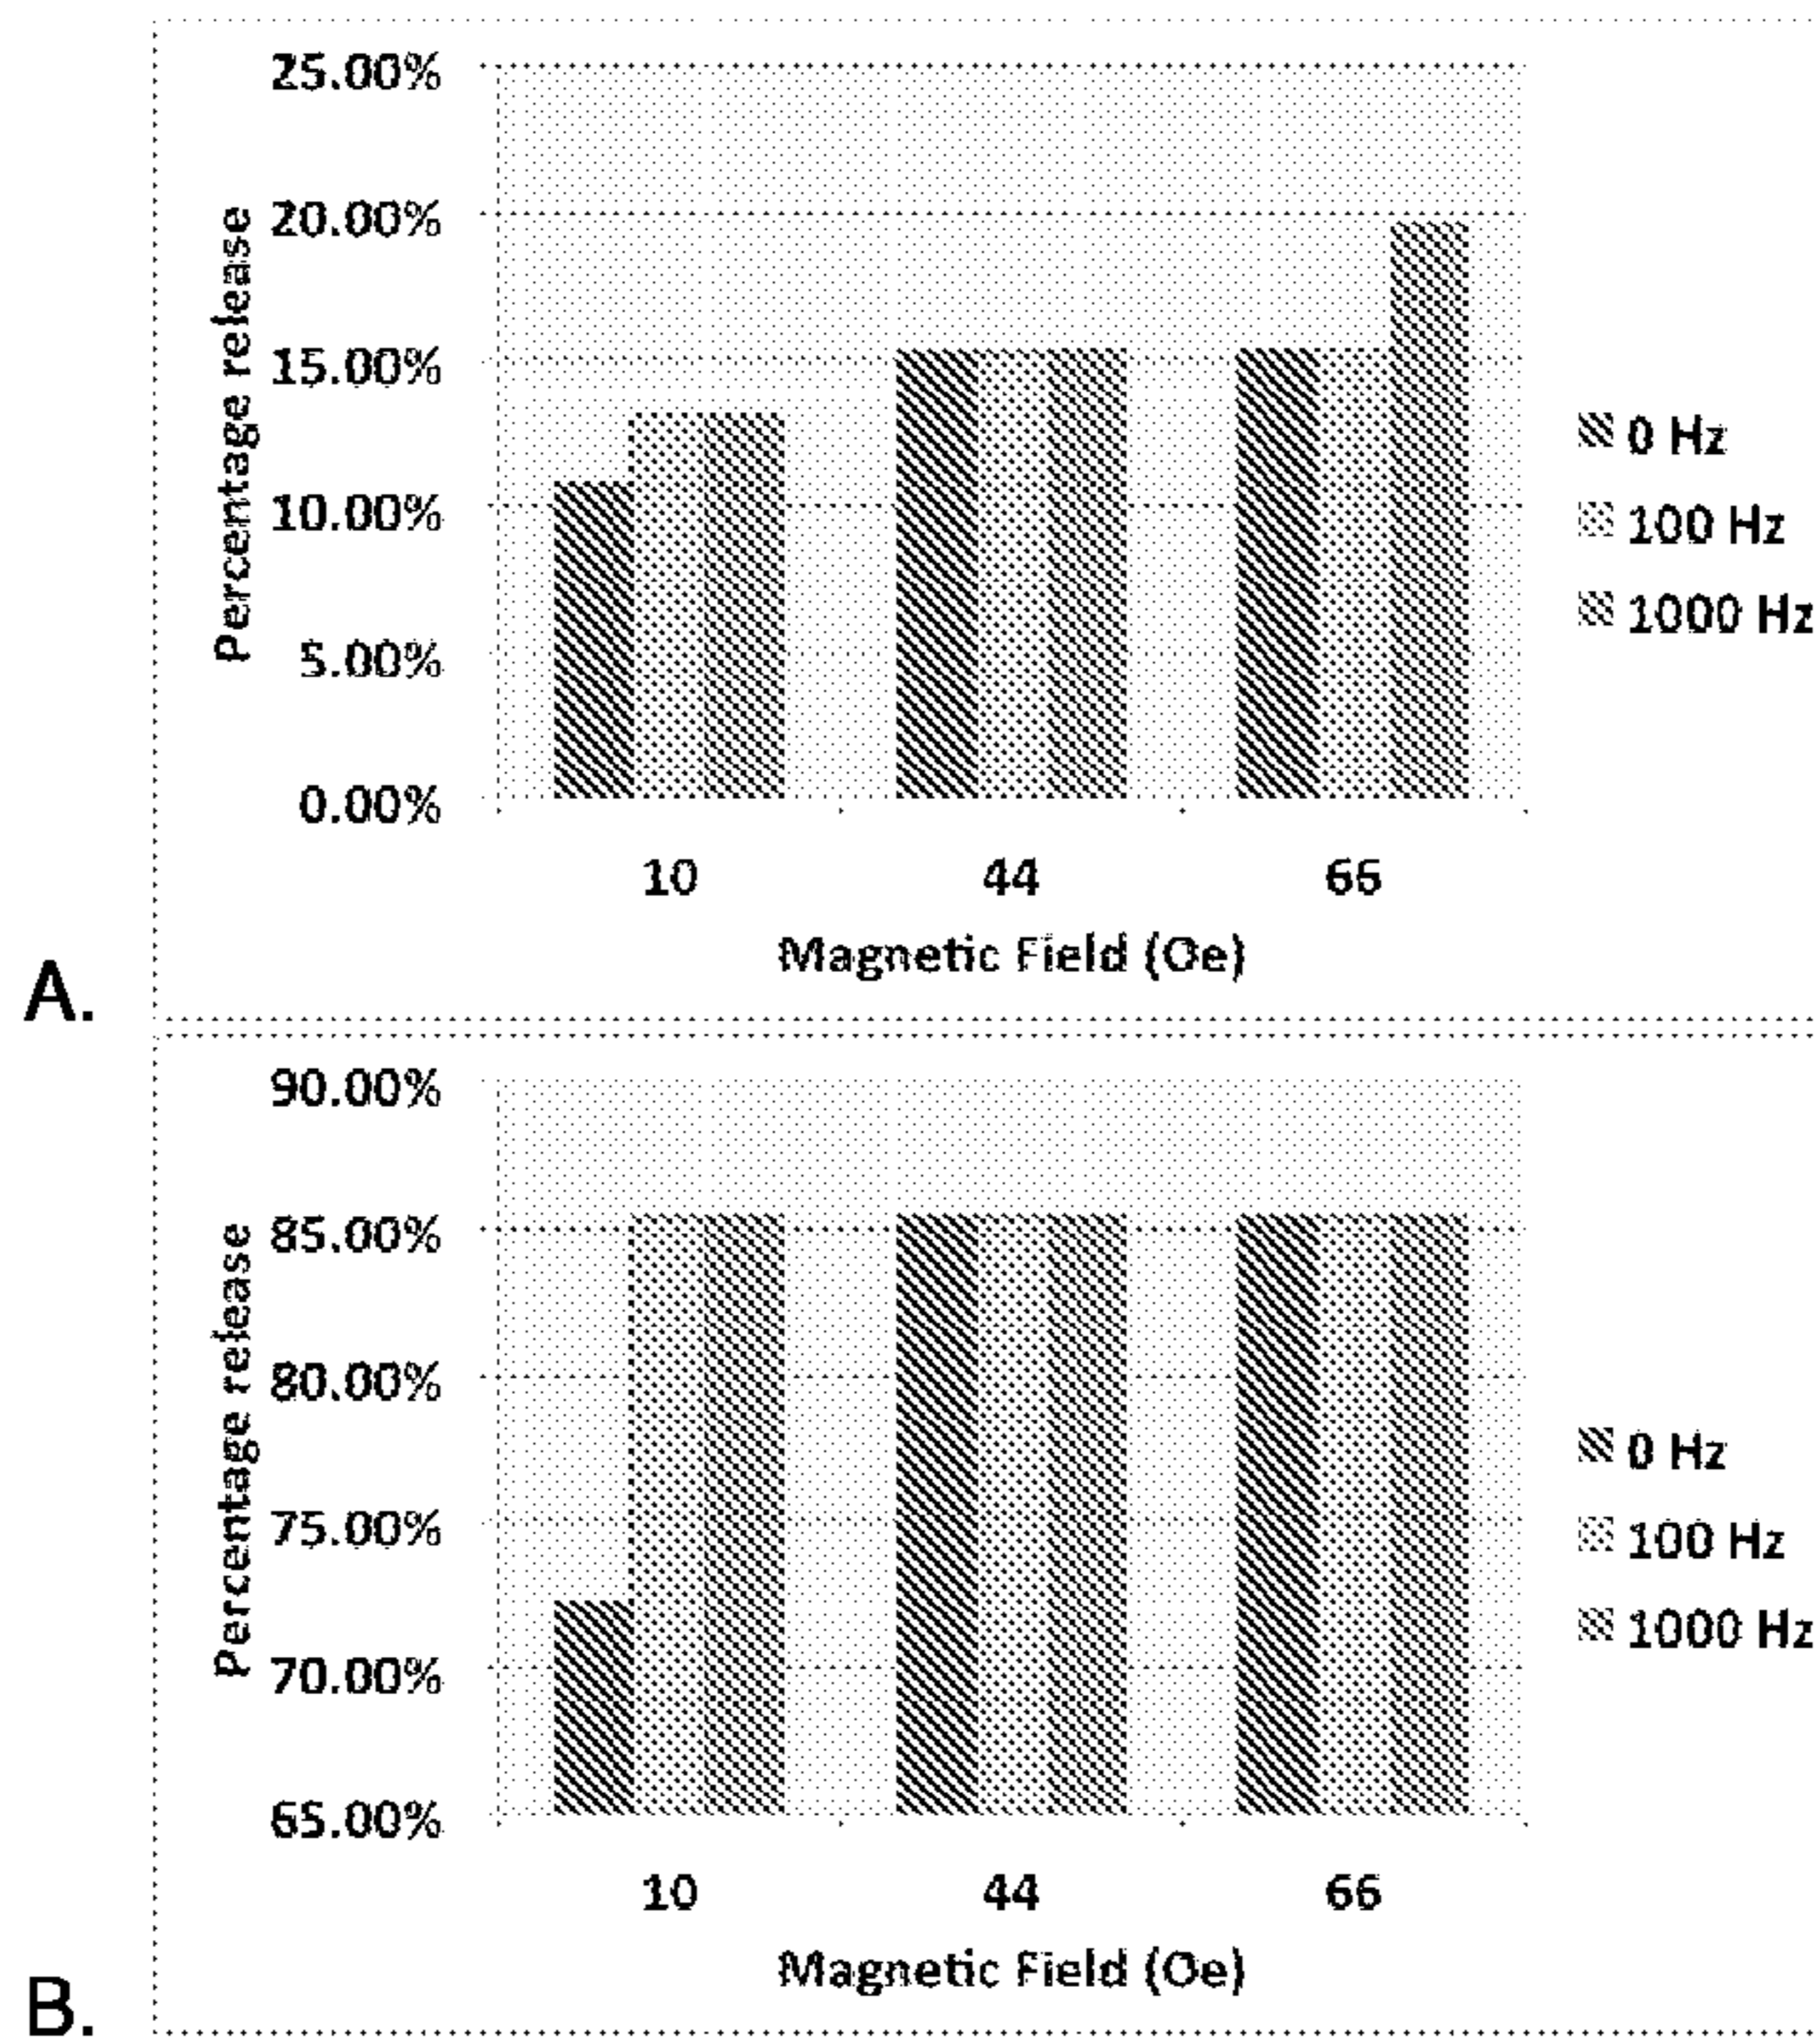 25.00%
20.00%
15.00%
10.00%
5.00%
0.00%
Percentage release
10 44 66
Magnetic Field (Oe)
0 Hz
100 Hz
1000 Hz
A.
90.00%
85.00%
80.00%
75.00%
70.00%
65.00%
Percentage release
10 44 66
Magnetic Field (Oe)
0 Hz
100 Hz
1000 Hz
B.